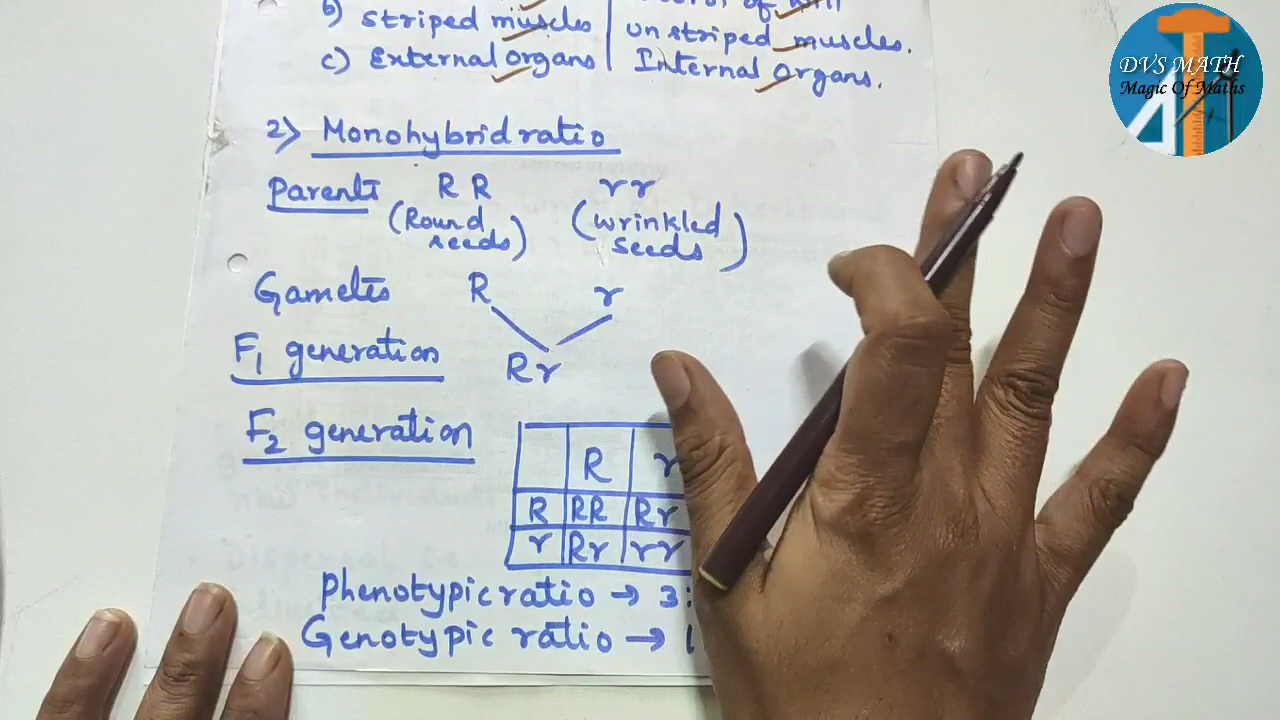 b) striped muscles
unstriped muscles.
c) External organs
Internal Organs.
2) Monohybrid ratio
Parents RR rr
(Round seeds) (wrinkled seeds)
Gametes R r
F1 generation
Rr
F2 generation
R r
R RR Rr
r Rr rr
Phenotypic ratio → 3:
Genotypic ratio → 1
DVS MATH
Magic Of Maths